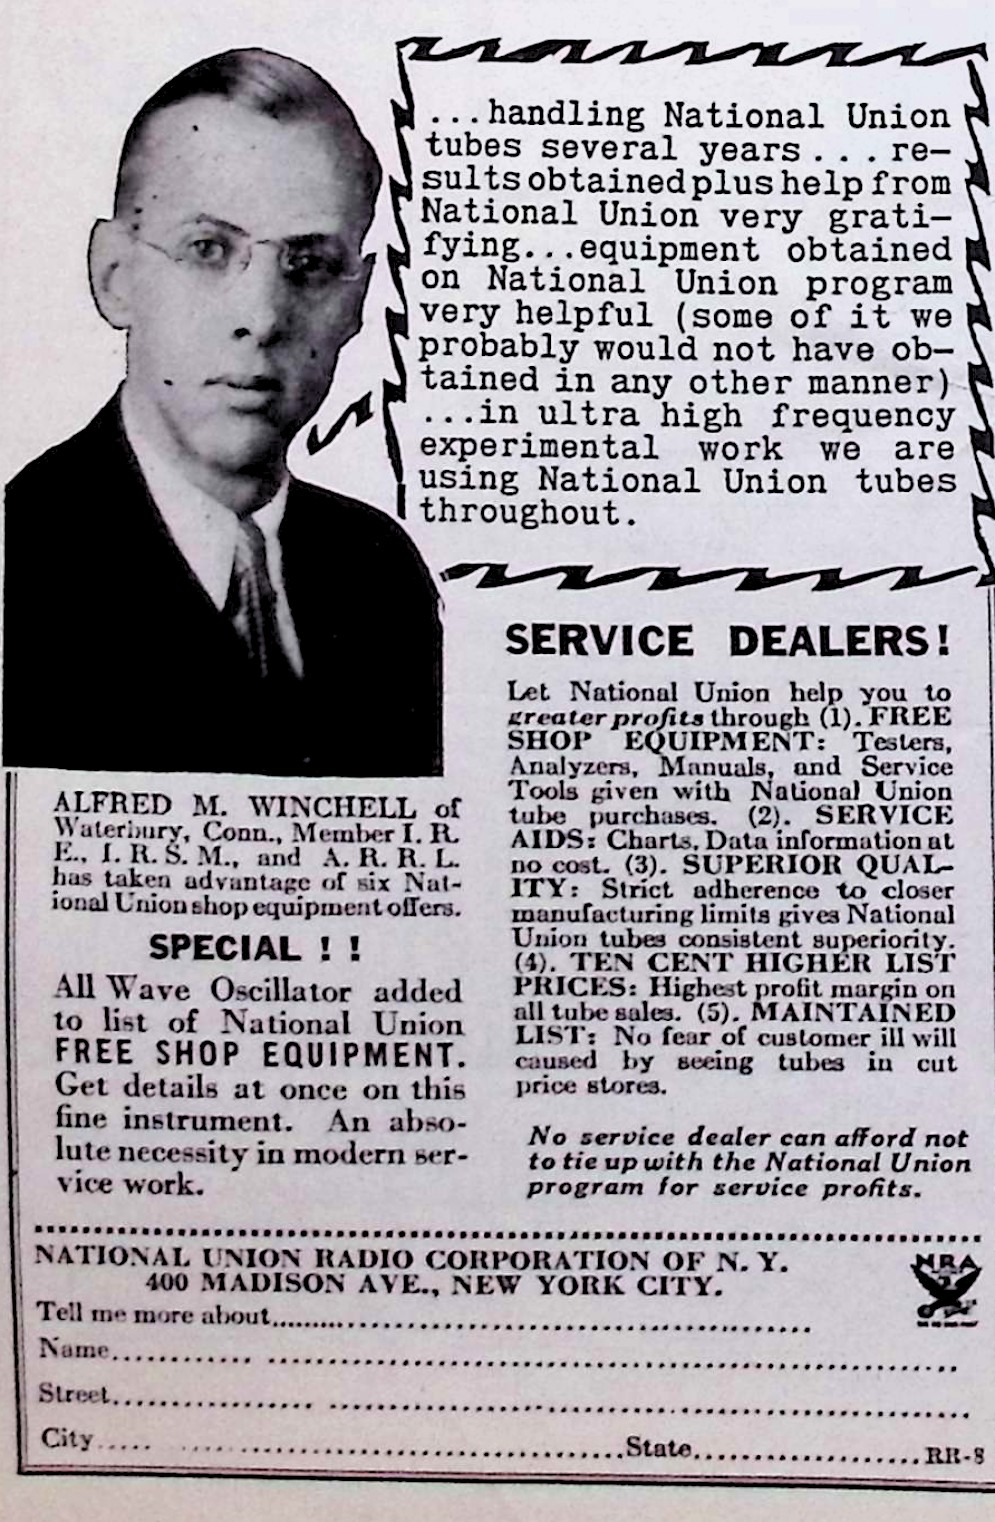 ...handling National Union
tubes several years...re-
sults obtained plus help from
National Union very grati-
fying...equipment obtained
on National Union program
very helpful (some of it we
probably would not have ob-
tained in any other manner)
...in ultra high frequency
experimental work we are
using National Union tubes
throughout.
ALFRED M. WINCHELL of
Waterbury, Conn., Member I. R.
E., I. R. S. M., and A. R. R. L.
has taken advantage of six Nat-
ional Union shop equipment offers.
SPECIAL ! !
All Wave Oscillator added
to list of National Union
FREE SHOP EQUIPMENT.
Get details at once on this
fine instrument. An abso-
lute necessity in modern ser-
vice work.
SERVICE DEALERS!
Let National Union help you to
greater profits through (1). FREE
SHOP EQUIPMENT: Testers,
Analyzers, Manuals, and Service
Tools given with National Union
tube purchases. (2). SERVICE
AIDS: Charts, Data information at
no cost. (3). SUPERIOR QUAL-
ITY: Strict adherence to closer
manufacturing limits gives National
Union tubes consistent superiority.
(4). TEN CENT HIGHER LIST
PRICES: Highest profit margin on
all tube sales. (5). MAINTAINED
LIST: No fear of customer ill will
caused by seeing tubes in cut
price stores.
No service dealer can afford not
to tie up with the National Union
program for service profits.
NATIONAL UNION RADIO CORPORATION OF N. Y.
400 MADISON AVE., NEW YORK CITY.
NRA
Tell me more about
Name
Street
City State RR-8